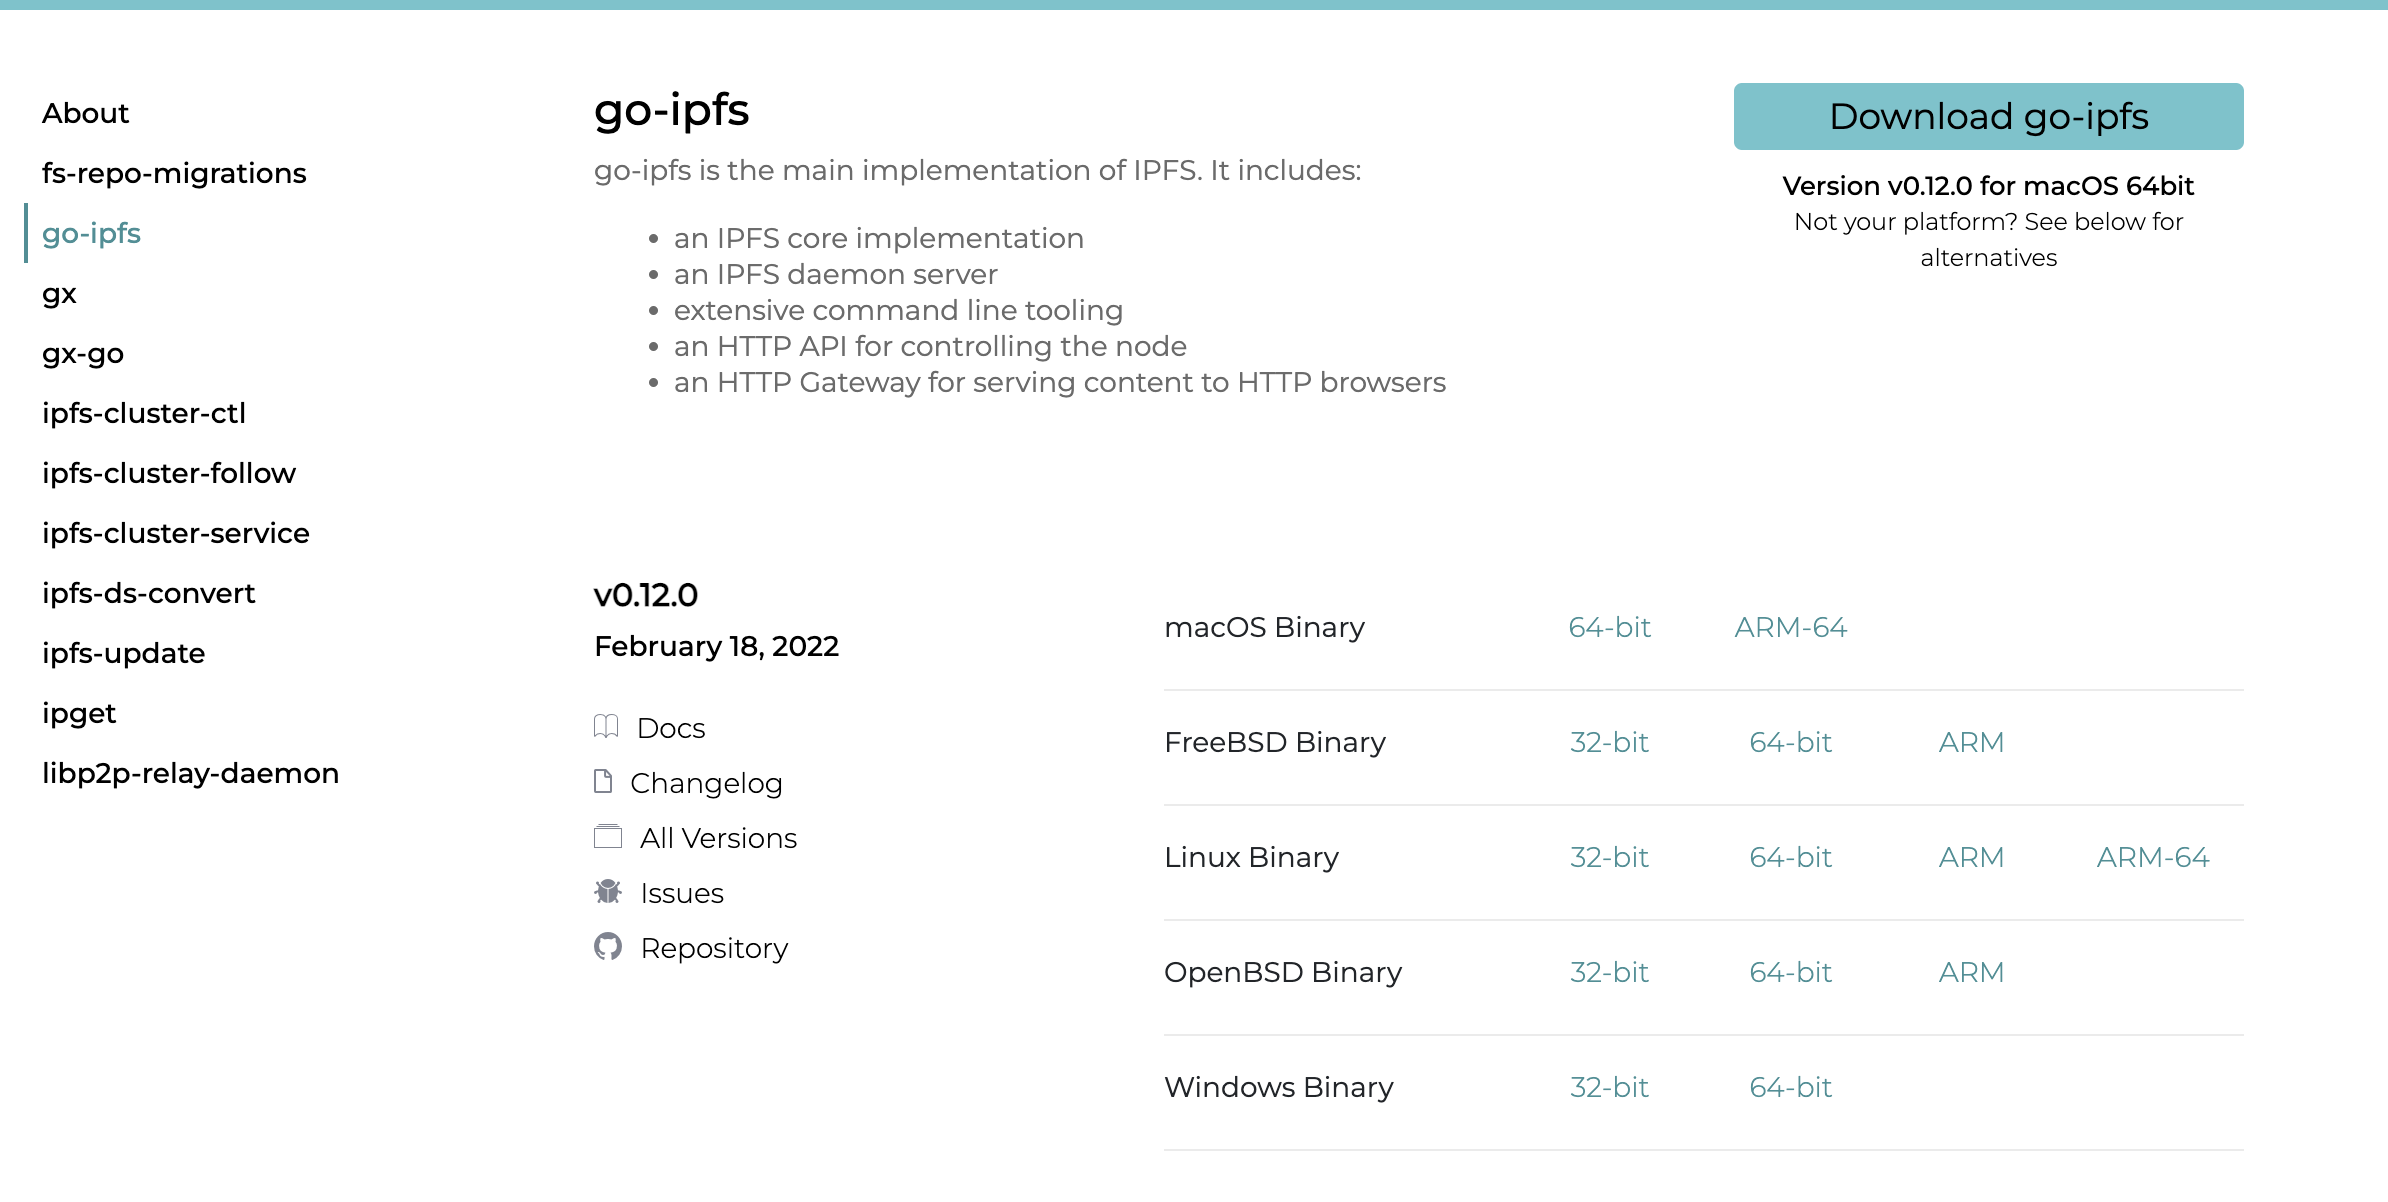 About
fs-repo-migrations
go-ipfs
gx
gx-go
ipfs-cluster-ctl
ipfs-cluster-follow
ipfs-cluster-service
ipfs-ds-convert
ipfs-update
ipget
libp2p-relay-daemon
go-ipfs
go-ipfs is the main implementation of IPFS. It includes:
• an IPFS core implementation
• an IPFS daemon server
• extensive command line tooling
• an HTTP API for controlling the node
• an HTTP Gateway for serving content to HTTP browsers
Download go-ipfs
Version v0.12.0 for macOS 64bit
Not your platform? See below for
alternatives
v0.12.0
February 18, 2022
Docs
Changelog
All Versions
Issues
Repository
macOS Binary 64-bit ARM-64
FreeBSD Binary 32-bit 64-bit ARM
Linux Binary 32-bit 64-bit ARM ARM-64
OpenBSD Binary 32-bit 64-bit ARM
Windows Binary 32-bit 64-bit